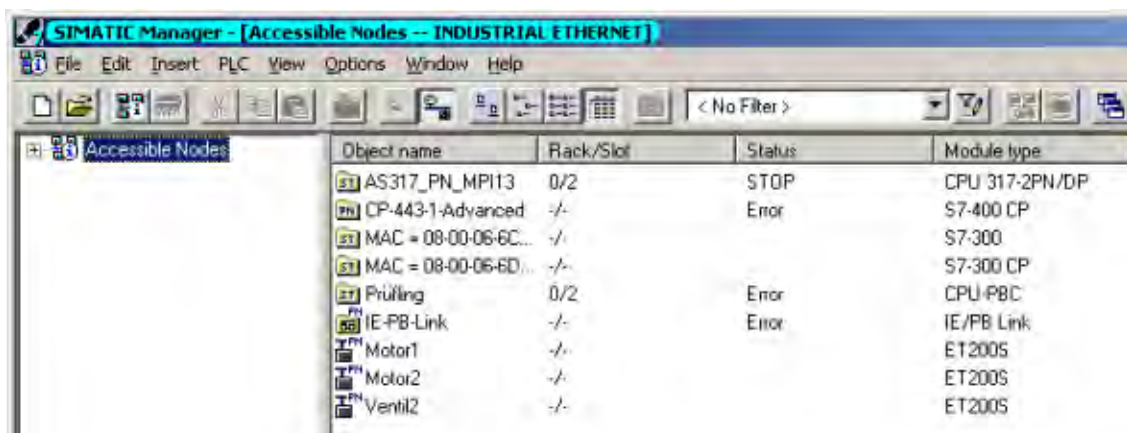 SIMATIC Manager - [Accessible Nodes -- INDUSTRIAL ETHERNET]
File Edit Insert PLC View Options Window Help
< No Filter >
Accessible Nodes
Object name Rack/Slot Status Module type
AS317_PN_MPI13 0/2 STOP CPU 317-2PN/DP
CP-443-1-Advanced -/- Error S7-400 CP
MAC = 08-00-06-6C... -/- S7-300
MAC = 08-00-06-6D... -/- S7-300 CP
Prüfling 0/2 Error CPU-PBC
IE-PB-Link -/- Error IE/PB Link
Motor1 -/- ET200S
Motor2 -/- ET200S
Ventil2 -/- ET200S